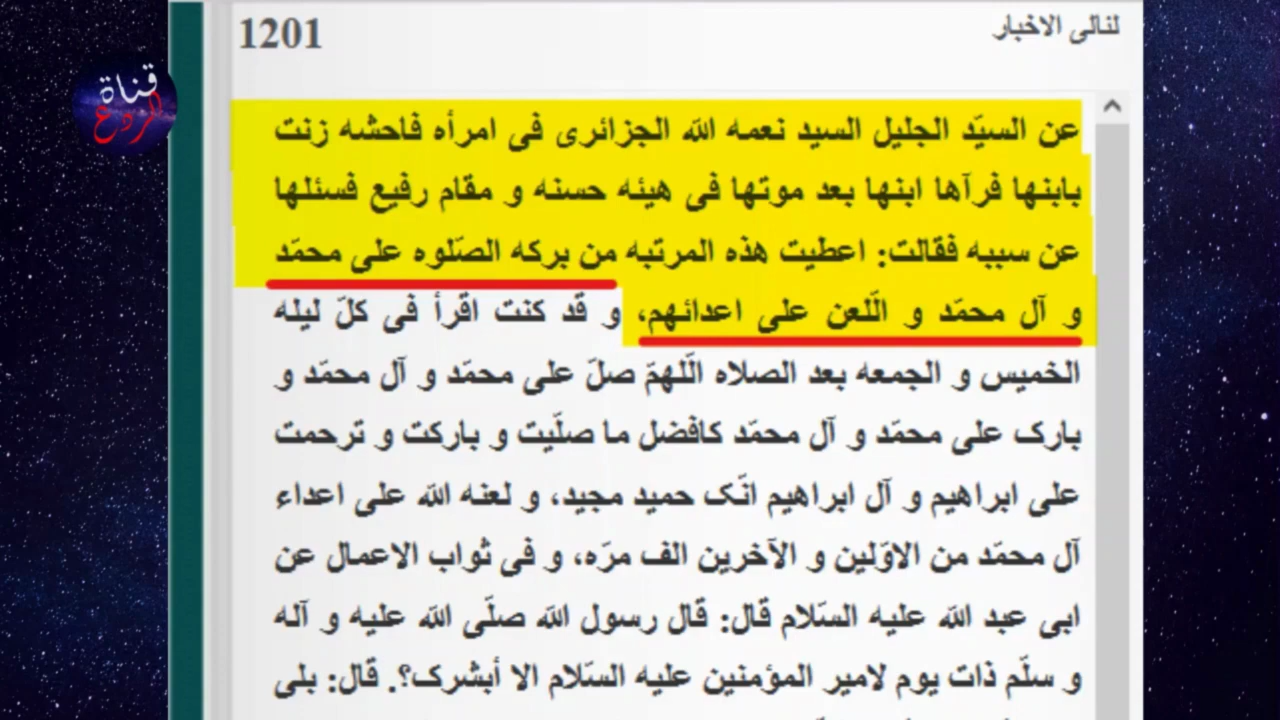 لنالی الاخبار
1201
قناة
الردع
عن السیّد الجلیل السید نعمه الله الجزائری فی امرأه فاحشه زنت
بابنها فرآها ابنها بعد موتها فی هیئه حسنه و مقام رفیع فسئلها
عن سببه فقالت: اعطیت هذه المرتبه من برکه الصّلوه علی محمّد
و آل محمّد و الّلعن علی اعدائهم، و قد کنت اقرأ فی کلّ لیله
الخمیس و الجمعه بعد الصلاه الّلهمّ صلّ علی محمّد و آل محمّد و
بارک علی محمّد و آل محمّد کافضل ما صلّیت و بارکت و ترحمت
علی ابراهیم و آل ابراهیم انّک حمید مجید، و لعنه الله علی اعداء
آل محمّد من الاوّلین و الآخرین الف مرّه، و فی ثواب الاعمال عن
ابی عبد الله علیه السّلام قال: قال رسول الله صلّی الله علیه و آله
و سلّم ذات یوم لامیر المؤمنین علیه السّلام الا أبشرک؟. قال: بلی